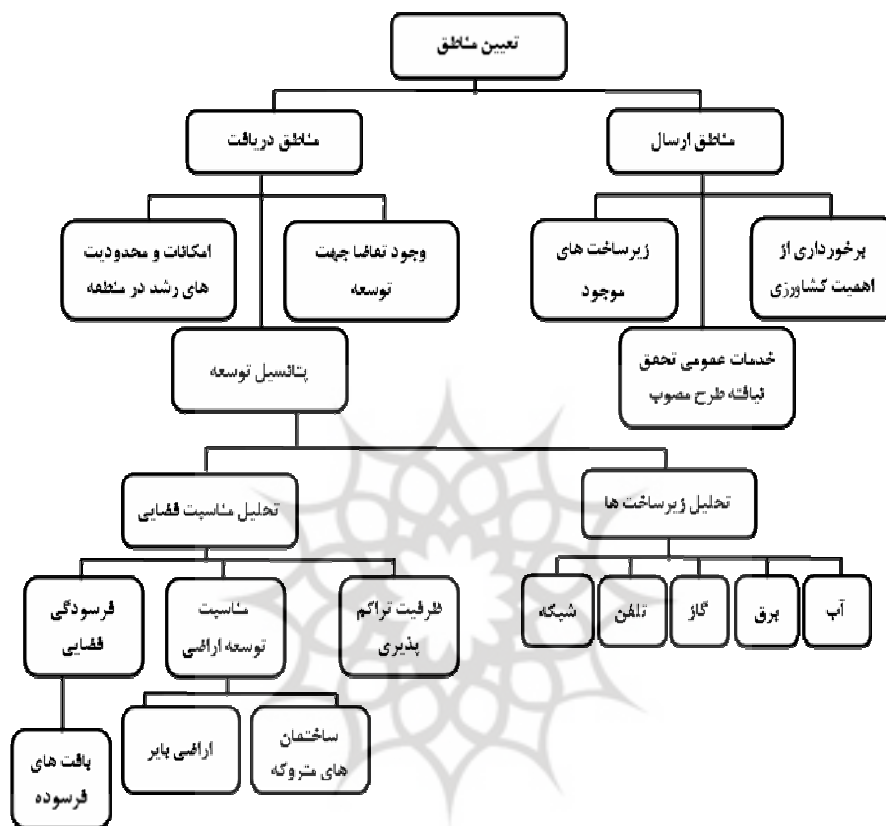 تعیین مناطق
مناطق ارسال
مناطق دریافت
برخورداری از
اهمیت کشاورزی
زیرساخت های
موجود
وجود تقاضا جهت
توسعه
امکانات و محدودیت
های رشد در منطقه
خدمات عمومی تحقق
نیافته طرح مصوب
پتانسیل توسعه
تحلیل زیرساخت ها
تحلیل مناسبت فضایی
آب
برق
گاز
تلفن
شبکه
ظرفیت تراکم
پذیری
مناسبت
توسعه اراضی
فرسودگی
فضایی
ساختمان
های متروکه
اراضی بایر
بافت های
فرسوده